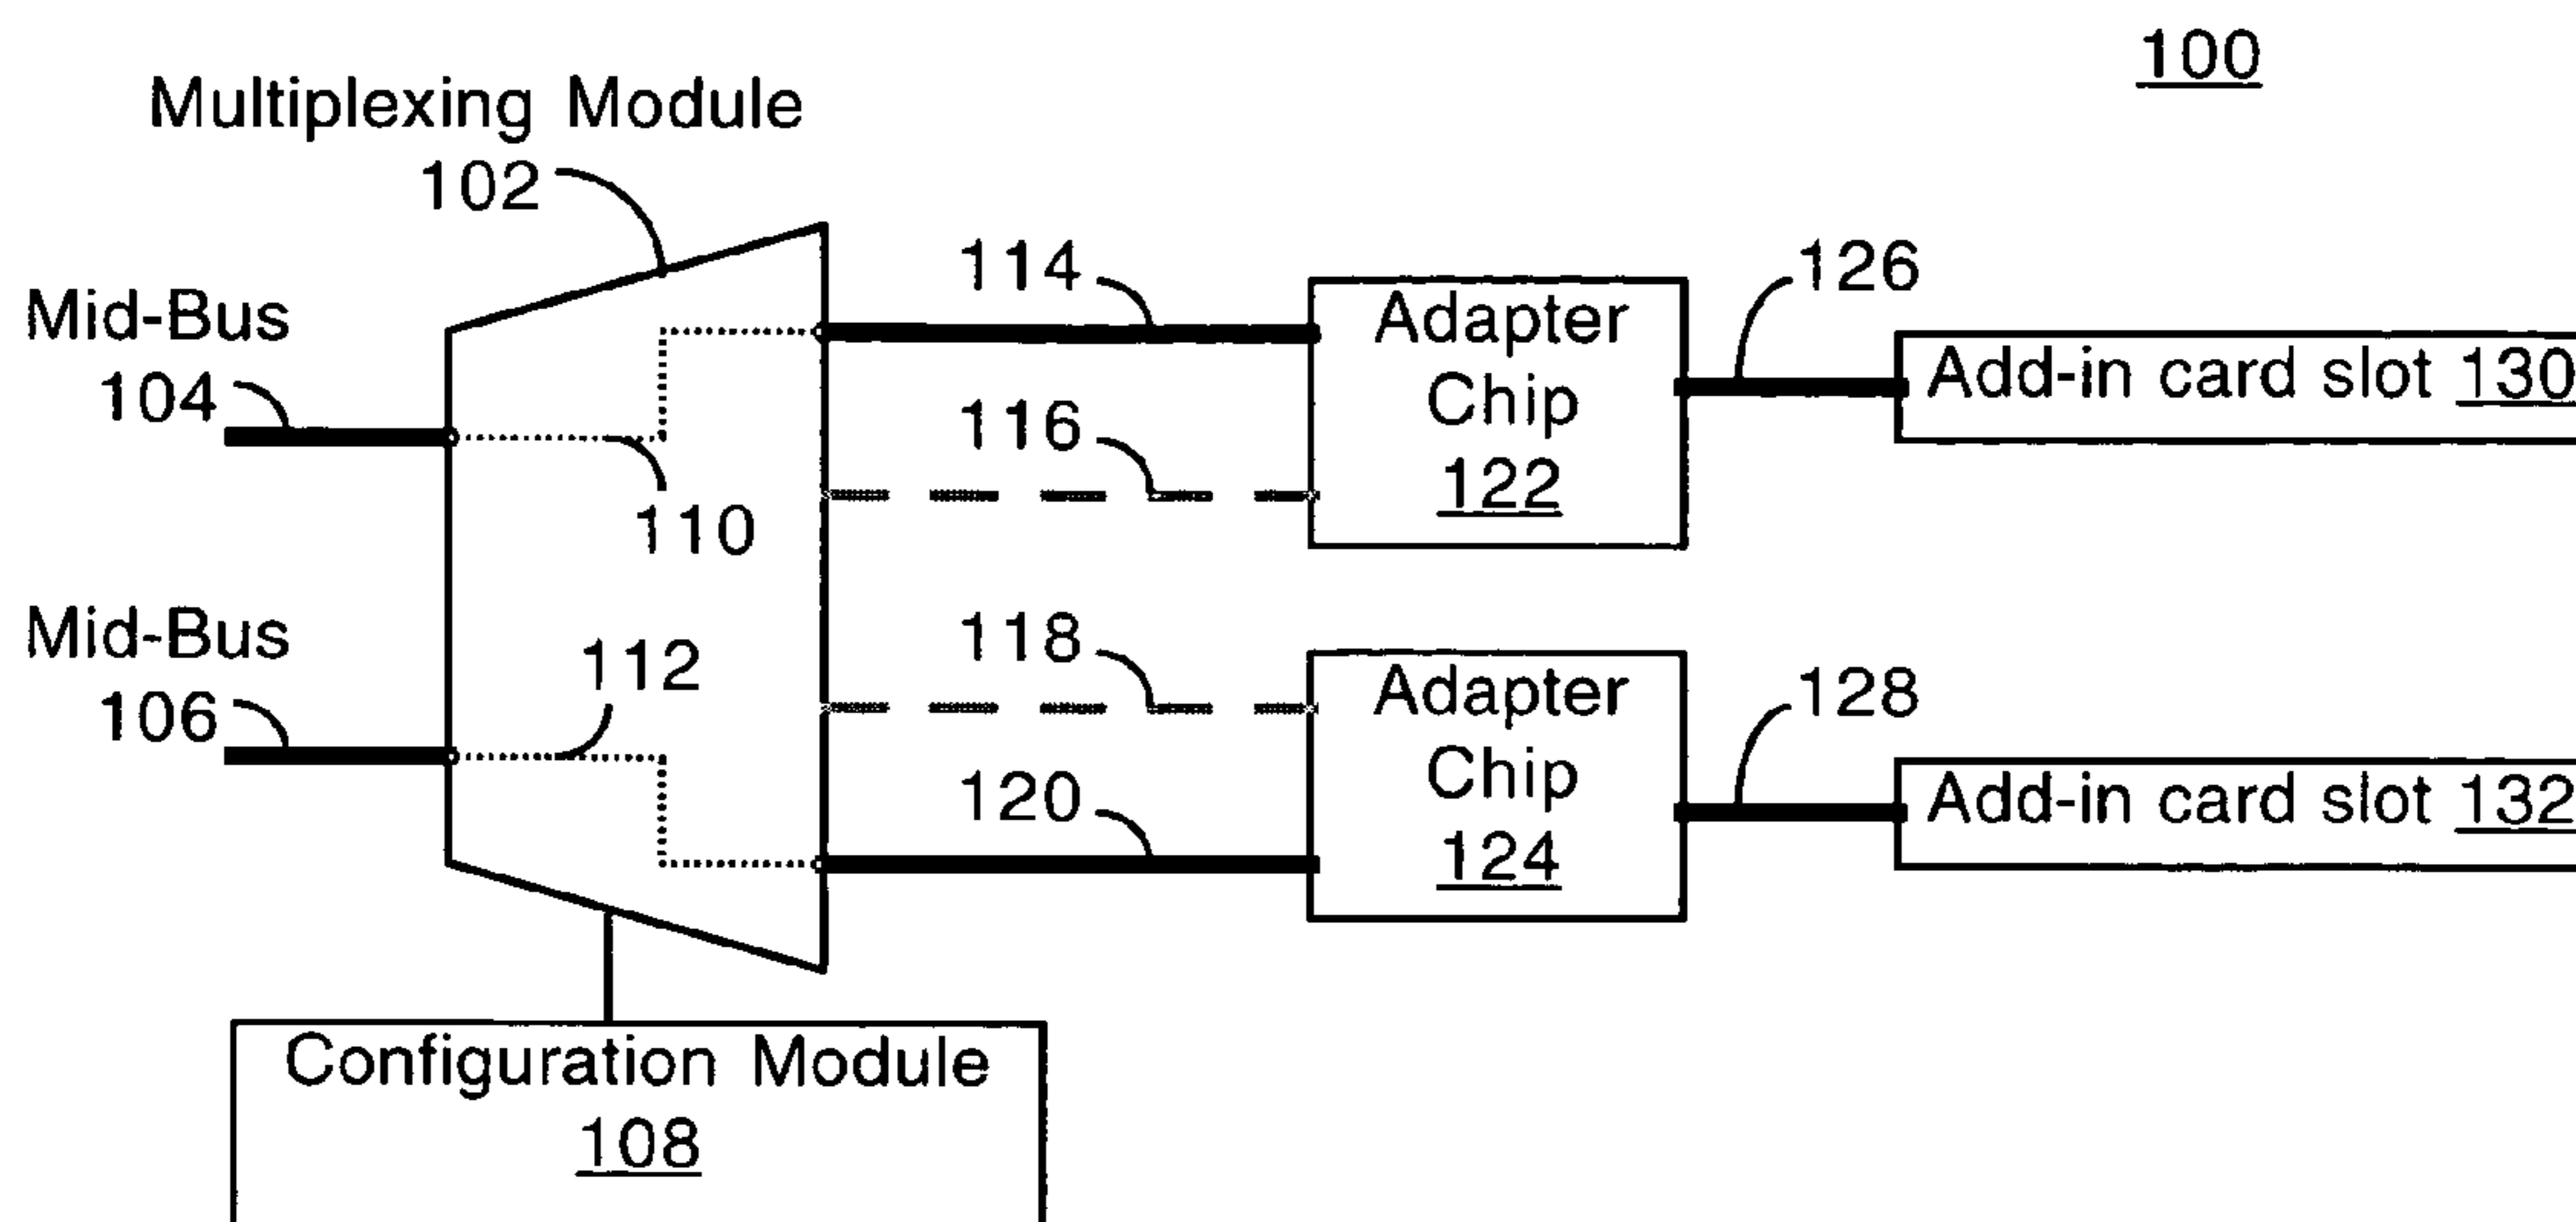 100
Multiplexing Module
102
Mid-Bus
104
110
114
116
Adapter
Chip
122
126
Add-in card slot 130
Mid-Bus
106
112
118
120
Adapter
Chip
124
128
Add-in card slot 132
Configuration Module
108